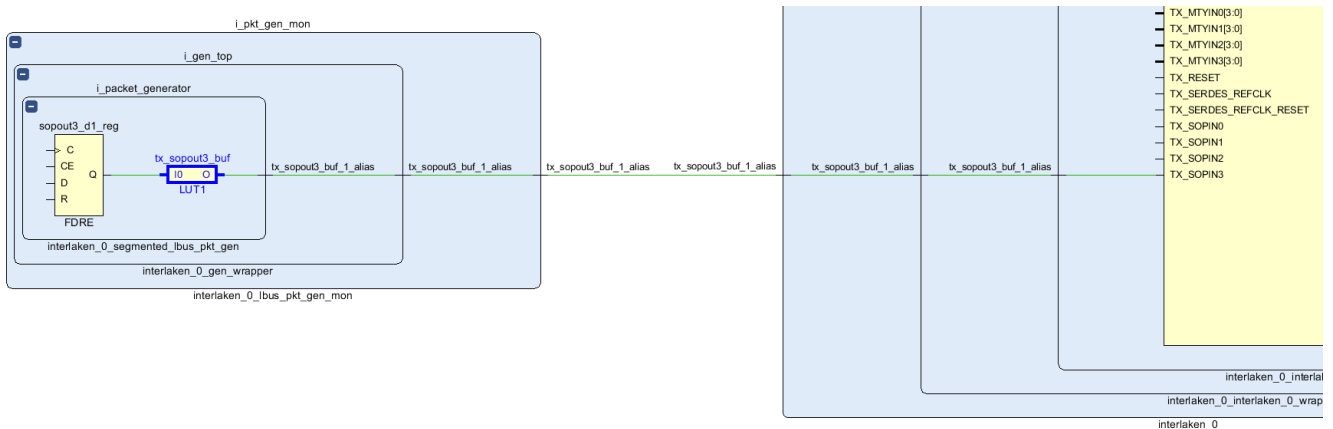 i_pkt_gen_mon
i_gen_top
i_packet_generator
sopout3_d1_reg
C
CE
D
R
Q
FDRE
tx_sopout3_buf
I0 O
LUT1
tx_sopout3_buf_1_alias
tx_sopout3_buf_1_alias
tx_sopout3_buf_1_alias
tx_sopout3_buf_1_alias
tx_sopout3_buf_1_alias
tx_sopout3_buf_1_alias
interlaken_0_segmented_lbus_pkt_gen
interlaken_0_gen_wrapper
interlaken_0_lbus_pkt_gen_mon
TX_MTYIN0[3:0]
TX_MTYIN1[3:0]
TX_MTYIN2[3:0]
TX_MTYIN3[3:0]
TX_RESET
TX_SERDES_REFCLK
TX_SERDES_REFCLK_RESET
TX_SOPIN0
TX_SOPIN1
TX_SOPIN2
TX_SOPIN3
interlaken_0_interlal
interlaken_0_interlaken_0_wrap
interlaken_0